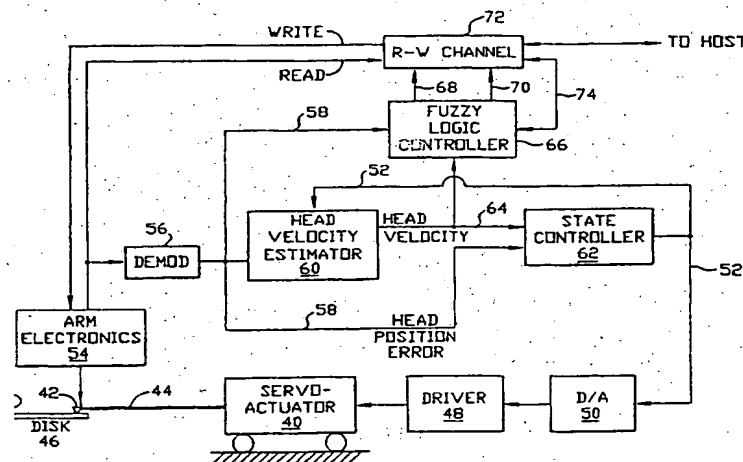 72
WRITE
R-W CHANNEL
TO HOST
READ
68
70
74
58
FUZZY
LOGIC
CONTROLLER
66
52
HEAD
VELOCITY
ESTIMATOR
60
HEAD
VELOCITY
64
STATE
CONTROLLER
62
56
DEMOD
52
58
HEAD
POSITION
ERROR
ARM
ELECTRONICS
54
42
44
SERVO-
ACTUATOR
40
DRIVER
48
D/A
50
DISK
46